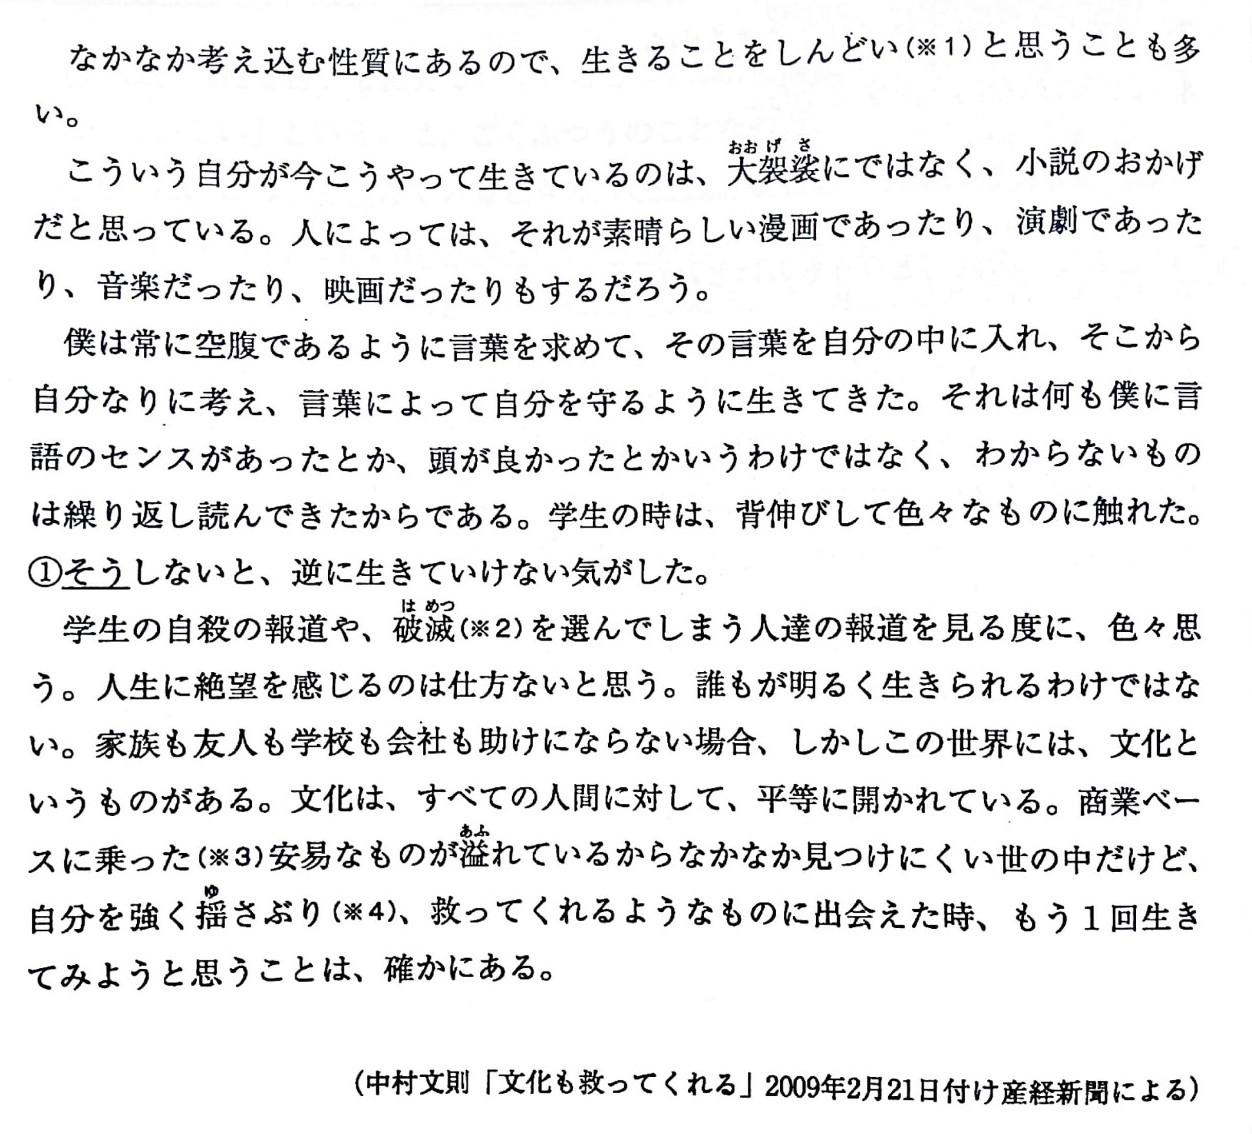 なかなか考え込む性質にあるので、生きることをしんどい(※1)と思うことも多
い。
こういう自分が今こうやって生きているのは、大袈裟にではなく、小説のおかげ
だと思っている。人によっては、それが素晴らしい漫画であったり、演劇であった
り、音楽だったり、映画だったりもするだろう。
僕は常に空腹であるように言葉を求めて、その言葉を自分の中に入れ、そこから
自分なりに考え、言葉によって自分を守るように生きてきた。それは何も僕に言
語のセンスがあったとか、頭が良かったとかいうわけではなく、わからないもの
は繰り返し読んできたからである。学生の時は、背伸びして色々なものに触れた。
①そうしないと、逆に生きていけない気がした。
学生の自殺の報道や、破滅(※2)を選んでしまう人達の報道を見る度に、色々思
う。人生に絶望を感じるのは仕方ないと思う。誰もが明るく生きられるわけではな
い。家族も友人も学校も会社も助けにならない場合、しかしこの世界には、文化と
いうものがある。文化は、すべての人間に対して、平等に開かれている。商業ベー
スに乗った(※3)安易なものが溢れているからなかなか見つけにくい世の中だけど、
自分を強く揺さぶり(※4)、救ってくれるようなものに出会えた時、もう1回生き
てみようと思うことは、確かにある。
(中村文則「文化も救ってくれる」2009年2月21日付け産経新聞による)